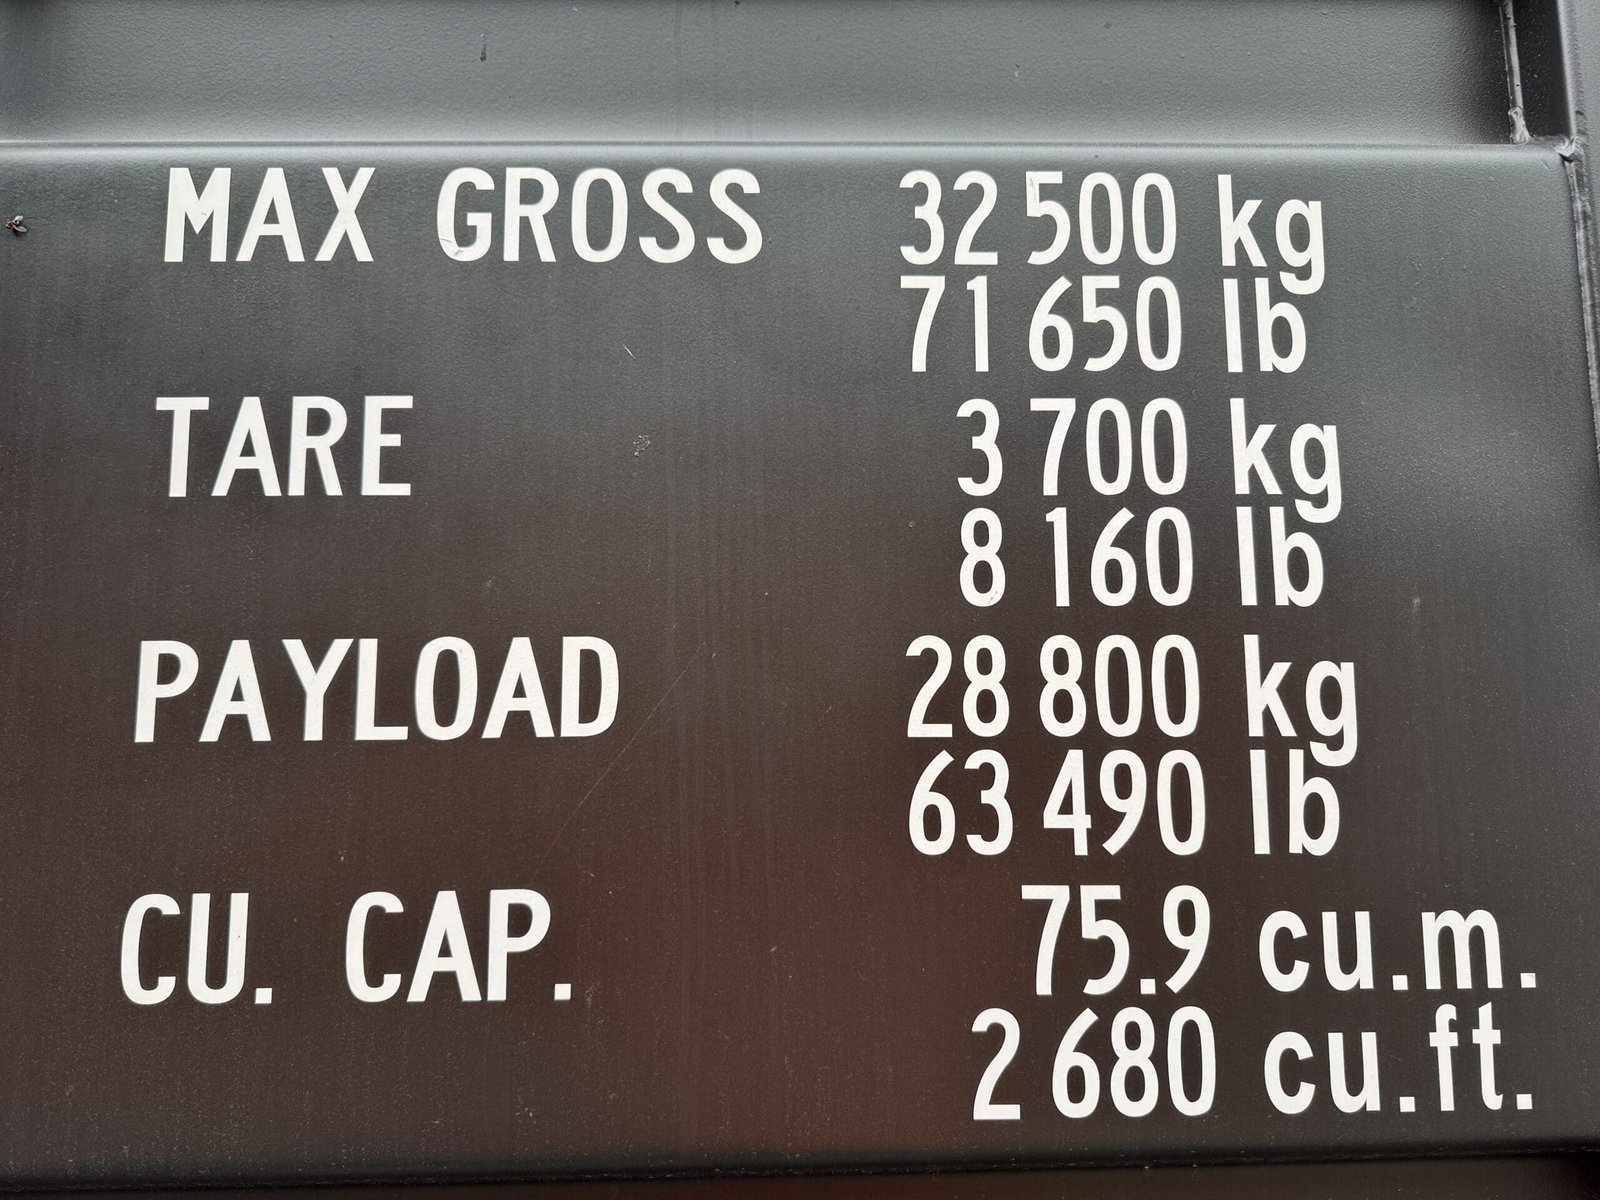 MAX GROSS 32 500 kg
71 650 lb
TARE 3 700 kg
8 160 lb
PAYLOAD 28 800 kg
63 490 lb
CU. CAP. 75.9 cu.m.
2 680 cu.ft.